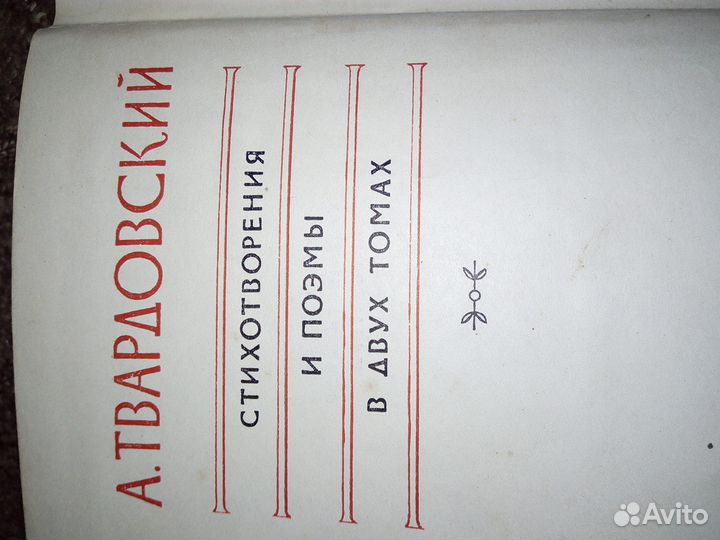 А. ТВАРДОВСКИЙ
СТИХОТВОРЕНИЯ
И ПОЭМЫ
В ДВУХ ТОМАХ
Avito